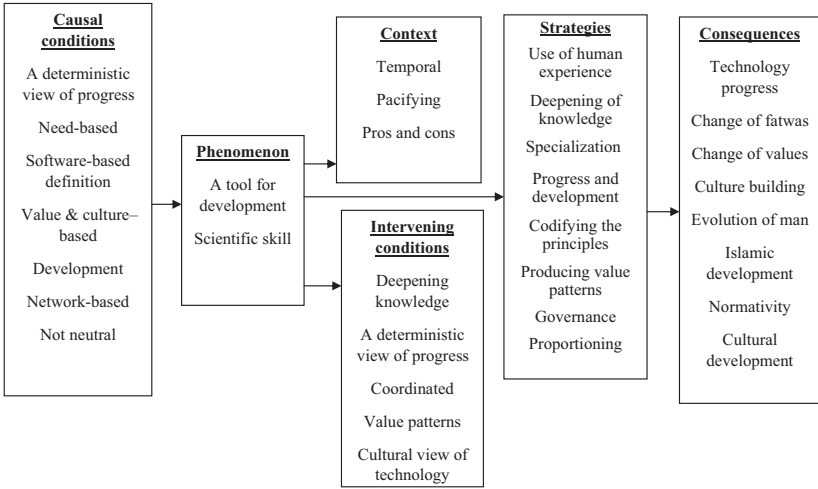 Causal
conditions
A deterministic
view of progress
Need-based
Software-based
definition
Value & culture–
based
Development
Network-based
Not neutral
Phenomenon
A tool for
development
Scientific skill
Context
Temporal
Pacifying
Pros and cons
Intervening
conditions
Deepening
knowledge
A deterministic
view of progress
Coordinated
Value patterns
Cultural view of
technology
Strategies
Use of human
experience
Deepening of
knowledge
Specialization
Progress and
development
Codifying the
principles
Producing value
patterns
Governance
Proportioning
Consequences
Technology
progress
Change of fatwas
Change of values
Culture building
Evolution of man
Islamic
development
Normativity
Cultural
development